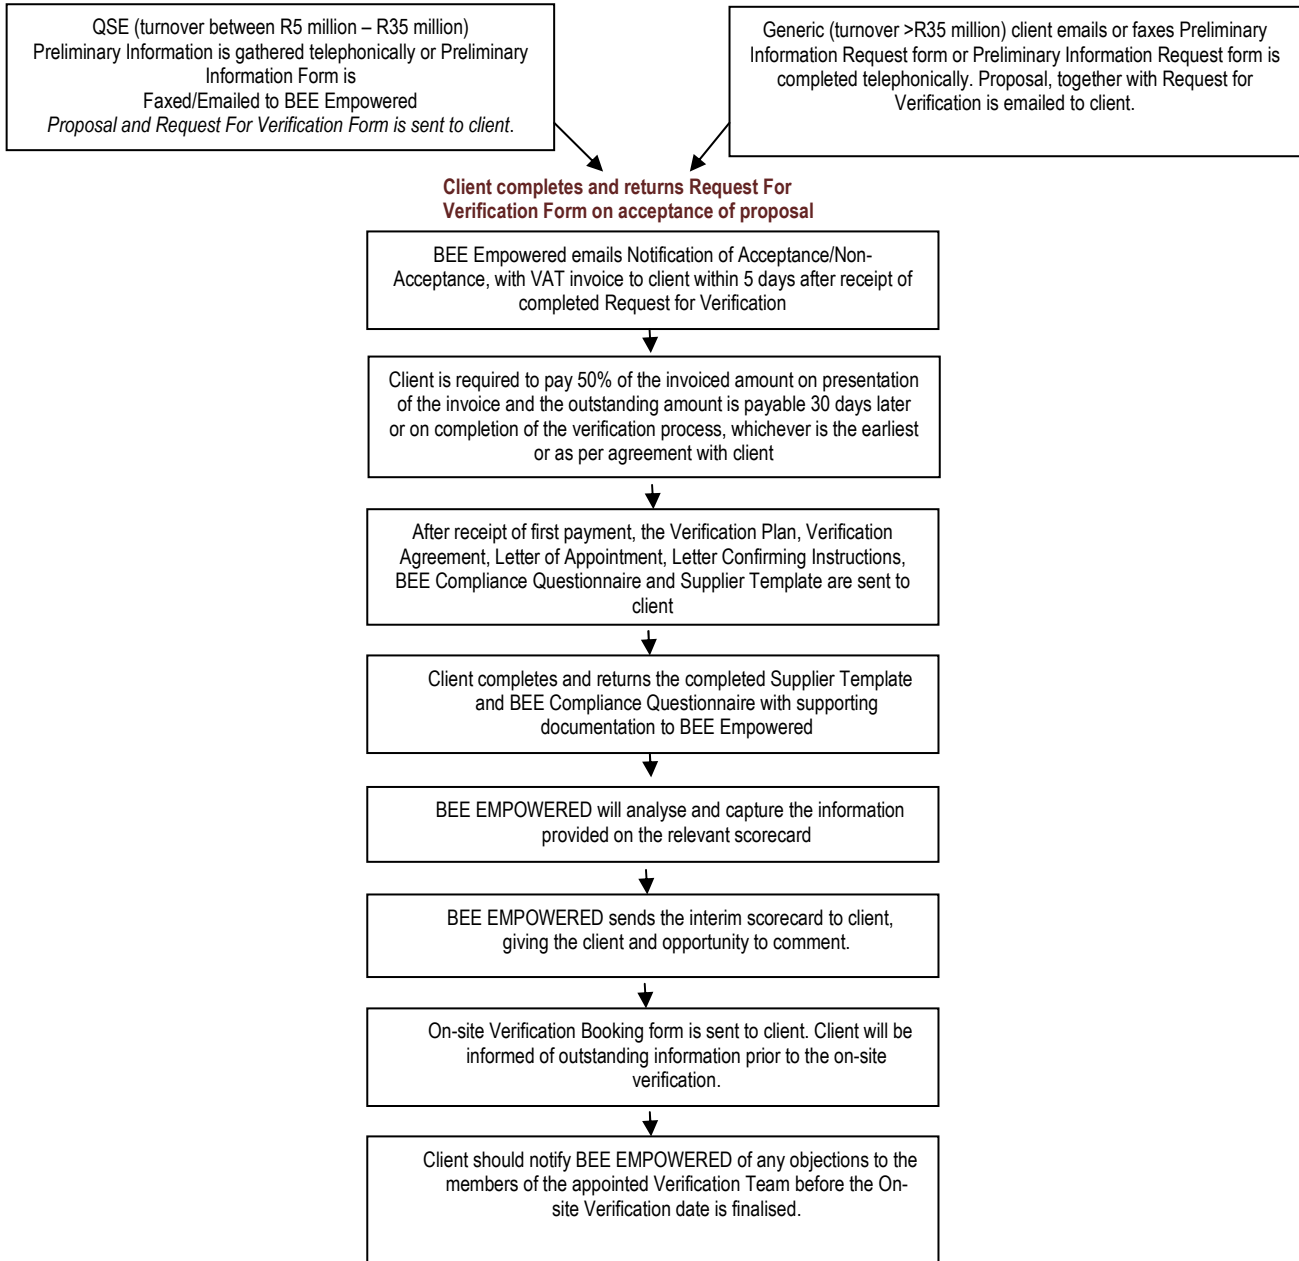 QSE (turnover between R5 million – R35 million)
Preliminary Information is gathered telephonically or Preliminary
Information Form is
Faxed/Emailed to BEE Empowered
Proposal and Request For Verification Form is sent to client.
Generic (turnover >R35 million) client emails or faxes Preliminary
Information Request form or Preliminary Information Request form is
completed telephonically. Proposal, together with Request for
Verification is emailed to client.
Client completes and returns Request For
Verification Form on acceptance of proposal
BEE Empowered emails Notification of Acceptance/Non-
Acceptance, with VAT invoice to client within 5 days after receipt of
completed Request for Verification
Client is required to pay 50% of the invoiced amount on presentation
of the invoice and the outstanding amount is payable 30 days later
or on completion of the verification process, whichever is the earliest
or as per agreement with client
After receipt of first payment, the Verification Plan, Verification
Agreement, Letter of Appointment, Letter Confirming Instructions,
BEE Compliance Questionnaire and Supplier Template are sent to
client
Client completes and returns the completed Supplier Template
and BEE Compliance Questionnaire with supporting
documentation to BEE Empowered
BEE EMPOWERED will analyse and capture the information
provided on the relevant scorecard
BEE EMPOWERED sends the interim scorecard to client,
giving the client and opportunity to comment.
On-site Verification Booking form is sent to client. Client will be
informed of outstanding information prior to the on-site
verification.
Client should notify BEE EMPOWERED of any objections to the
members of the appointed Verification Team before the On-
site Verification date is finalised.